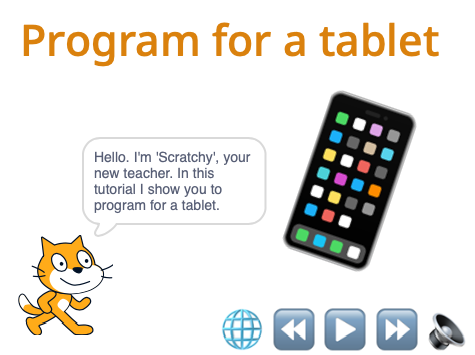 Program for a tablet
Hello. I'm 'Scratchy', your
new teacher. In this
tutorial I show you to
program for a tablet.